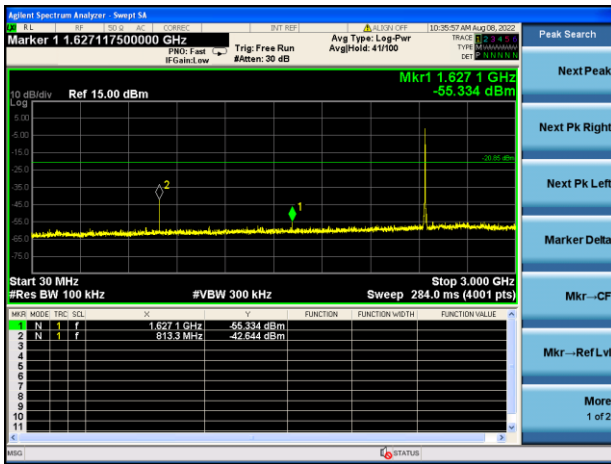 Agilent Spectrum Analyzer - Swept SA
RL RF 50 Ω AC CORREC INT REF ALIGN OFF 10:35:57 AM Aug 08, 2022
Marker 1 1.627117500000 GHz
PNO: Fast
IFGain:Low
Trig: Free Run
#Atten: 30 dB
Avg Type: Log-Pwr
Avg|Hold: 41/100
TRACE 1 2 3 4 5 6
TYPE M
DET P N N N N N
Peak Search
Mkr1 1.627 1 GHz
-55.334 dBm
10 dB/div
Log
Ref 15.00 dBm
5.00
-5.00
-15.0
-20.85 dBm
-25.0
-35.0
-45.0
-55.0
-65.0
-75.0
2
1
Start 30 MHz
Stop 3.000 GHz
#Res BW 100 kHz
#VBW 300 kHz
Sweep 284.0 ms (4001 pts)
MKR MODE TRC SCL X Y FUNCTION FUNCTION WIDTH FUNCTION VALUE
1 N 1 f 1.627 1 GHz -55.334 dBm
2 N 1 f 813.3 MHz -42.644 dBm
3
4
5
6
7
8
9
10
11
MSG
STATUS
Next Peak
Next Pk Right
Next Pk Left
Marker Delta
Mkr→CF
Mkr→Ref Lvl
More
1 of 2